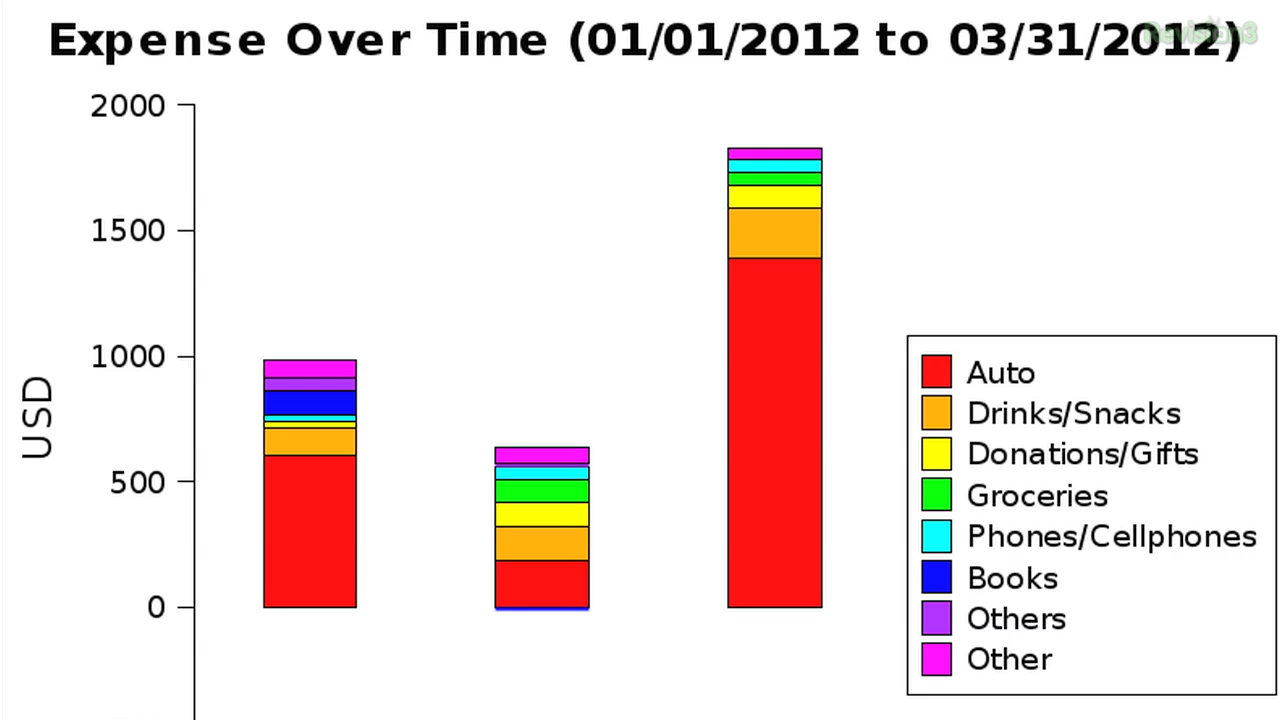 Expense Over Time (01/01/2012 to 03/31/2012)
Revision3
2000
1500
1000
500
0
USD
Auto
Drinks/Snacks
Donations/Gifts
Groceries
Phones/Cellphones
Books
Others
Other